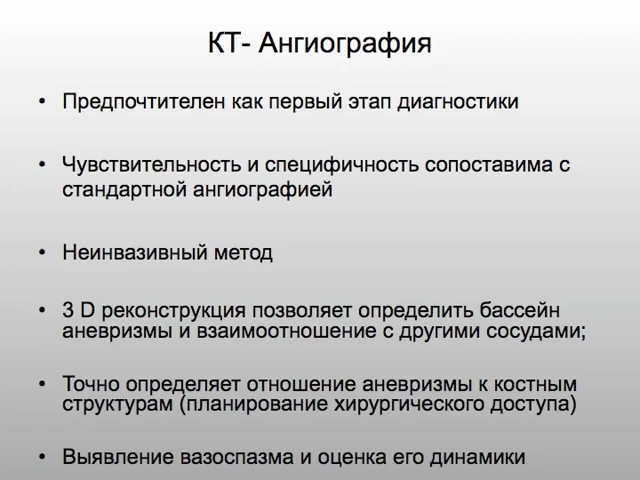 КТ- Ангиография
• Предпочтителен как первый этап диагностики
• Чувствительность и специфичность сопоставима с
стандартной ангиографией
• Неинвазивный метод
• 3 D реконструкция позволяет определить бассейн
аневризмы и взаимоотношение с другими сосудами;
• Точно определяет отношение аневризмы к костным
структурам (планирование хирургического доступа)
• Выявление вазоспазма и оценка его динамики